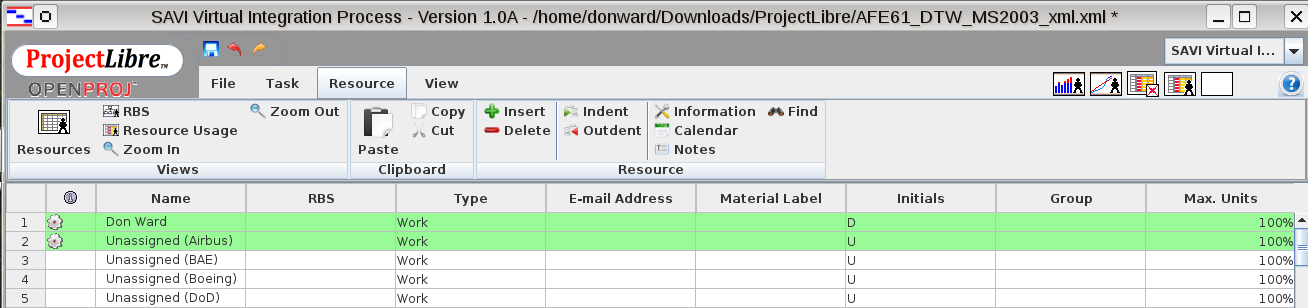 SAVI Virtual Integration Process - Version 1.0A - /home/donward/Downloads/ProjectLibre/AFE61_DTW_MS2003_xml.xml *
ProjectLibre™
OPENPROJ
SAVI Virtual I...
File Task Resource View
RBS Zoom Out Copy Insert Indent Information Find
Resource Usage Cut Delete Outdent Calendar
Resources Zoom In Paste Notes
Views Clipboard Resource
Name RBS Type E-mail Address Material Label Initials Group Max. Units
1 Don Ward Work D 100%
2 Unassigned (Airbus) Work U 100%
3 Unassigned (BAE) Work U 100%
4 Unassigned (Boeing) Work U 100%
5 Unassigned (DoD) Work U 100%